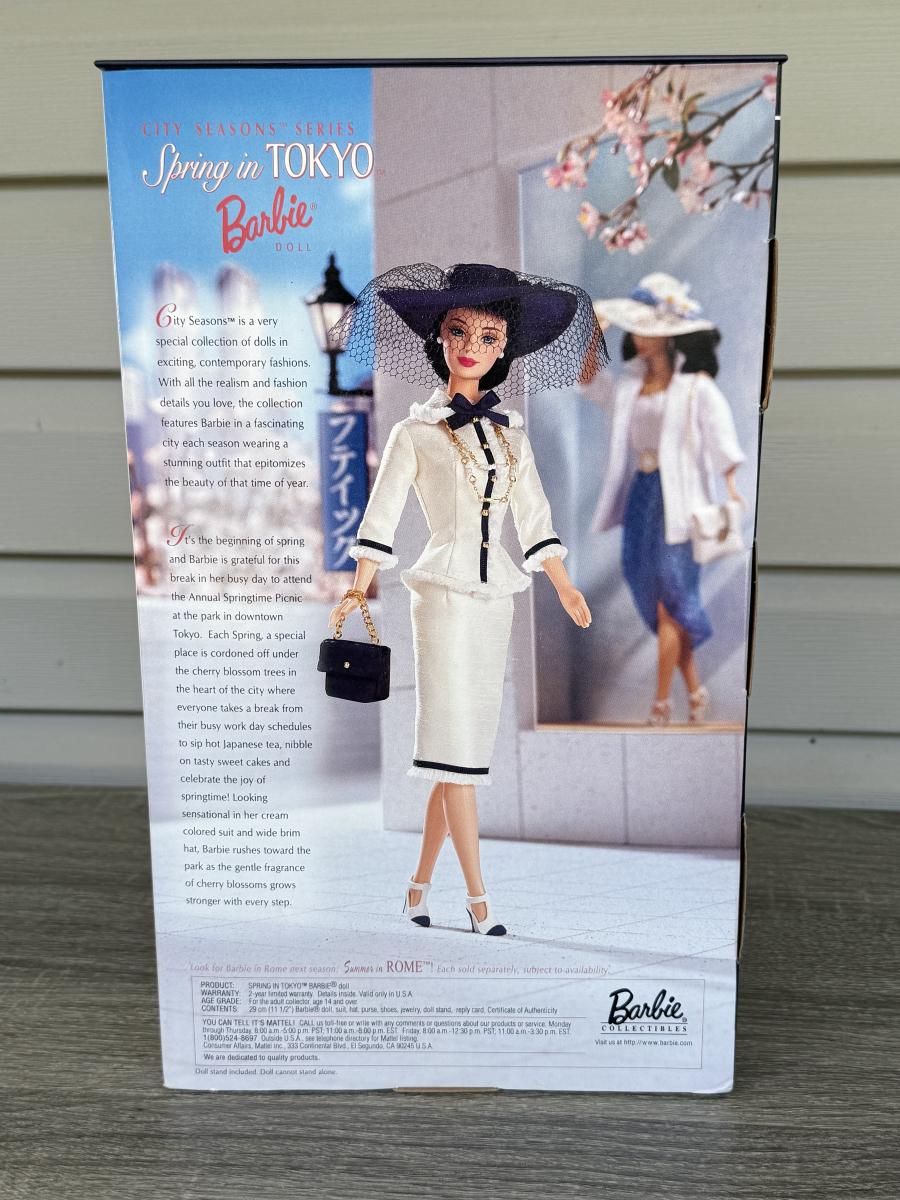 CITY SEASONS™ SERIES
Spring in TOKYO™
Barbie®
DOLL
City Seasons™ is a very
special collection of dolls in
exciting, contemporary fashions.
With all the realism and fashion
details you love, the collection
features Barbie in a fascinating
city each season wearing a
stunning outfit that epitomizes
the beauty of that time of year.
It's the beginning of spring
and Barbie is grateful for this
break in her busy day to attend
the Annual Springtime Picnic
at the park in downtown
Tokyo. Each Spring, a special
place is cordoned off under
the cherry blossom trees in
the heart of the city where
everyone takes a break from
their busy work day schedules
to sip hot Japanese tea, nibble
on tasty sweet cakes and
celebrate the joy of
springtime! Looking
sensational in her cream
colored suit and wide brim
hat, Barbie rushes toward the
park as the gentle fragrance
of cherry blossoms grows
stronger with every step.
フテイック
Look for Barbie in Rome next season: Summer in ROME™! Each sold separately, subject to availability.
PRODUCT: SPRING IN TOKYO™ BARBIE® doll
WARRANTY: 2-year limited warranty. Details inside. Valid only in U.S.A.
AGE GRADE: For the adult collector, age 14 and over.
CONTENTS: 29 cm (11 1/2") Barbie® doll, suit, hat, purse, shoes, jewelry, doll stand, reply card, Certificate of Authenticity
YOU CAN TELL IT'S MATTEL! CALL us toll-free or write with any comments or questions about our products or service, Monday
through Thursday, 8:00 a.m.-5:00 p.m. PST; 11:00 a.m.-8:00 p.m. EST. Friday, 8:00 a.m.-12:30 p.m. PST; 11:00 a.m.-3:30 p.m. EST.
1(800)524-8697. Outside U.S.A., see telephone directory for Mattel listing.
Consumer Affairs, Mattel Inc., 333 Continental Blvd., El Segundo, CA 90245 U.S.A.
We are dedicated to quality products.
Barbie®
COLLECTIBLES
Visit us at http://www.barbie.com
Doll stand included. Doll cannot stand alone.